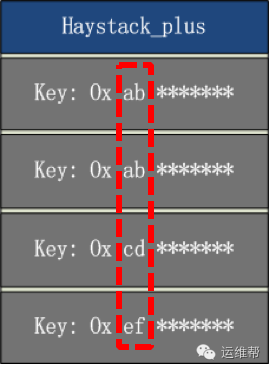 Haystack_plus
Key: 0x ab *******
Key: 0x ab *******
Key: 0x cd *******
Key: 0x ef *******
运维帮